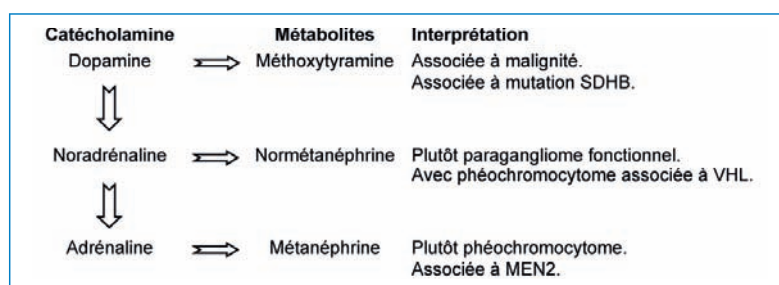 Catécholamine Métabolites Interprétation
Dopamine Méthoxytyramine Associée à malignité.
Associée à mutation SDHB.
Noradrénaline Normétanéphrine Plutôt paragangliome fonctionnel.
Avec phéochromocytome associée à VHL.
Adrénaline Métanéphrine Plutôt phéochromocytome.
Associée à MEN2.